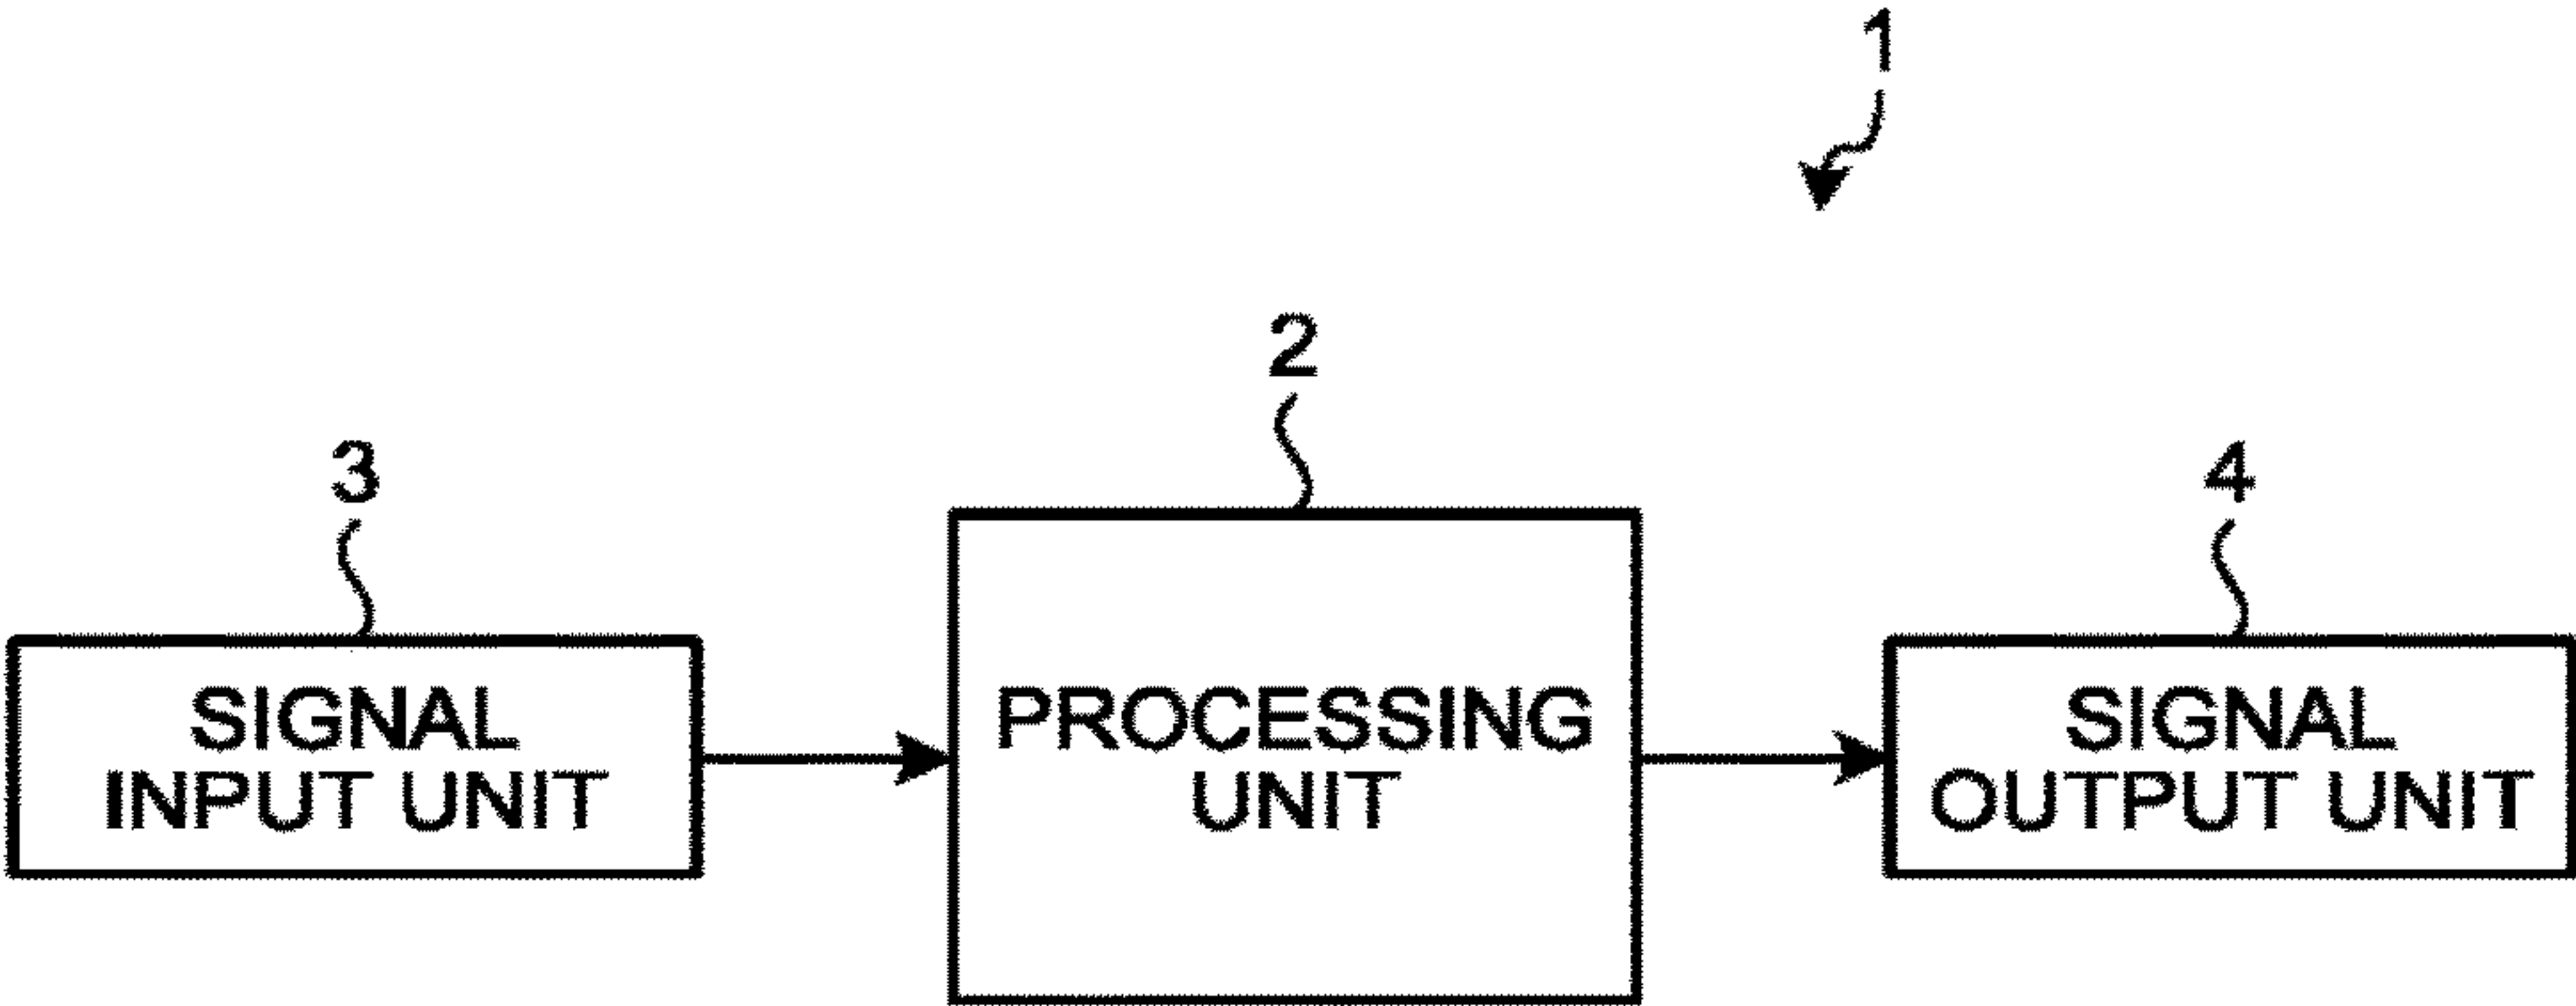 1
2
3
4
SIGNAL
INPUT UNIT
PROCESSING
UNIT
SIGNAL
OUTPUT UNIT